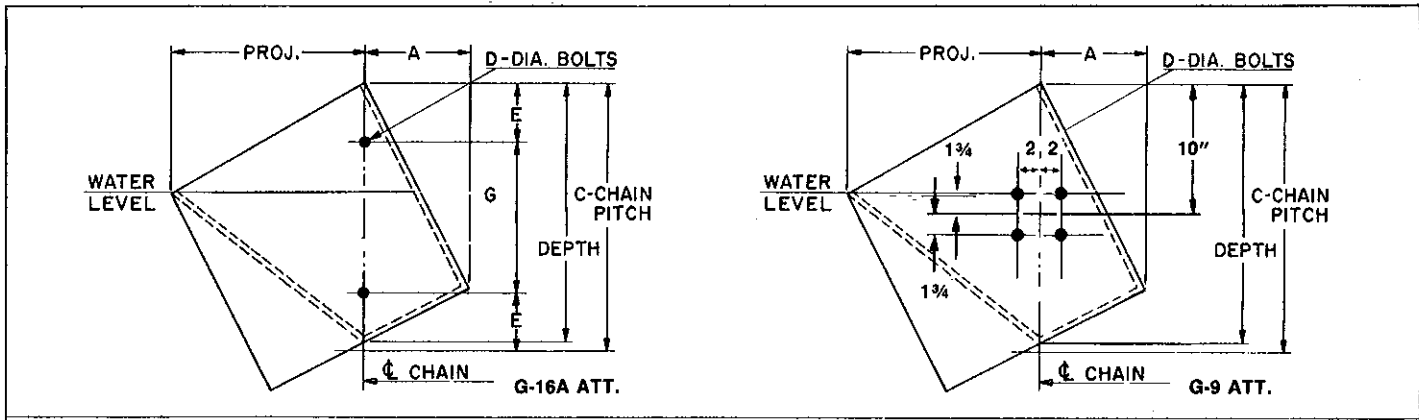 PROJ.
A
D-DIA. BOLTS
E
WATER
LEVEL
G
C-CHAIN
PITCH
DEPTH
E
℄ CHAIN
G-16A ATT.
PROJ.
A
D-DIA. BOLTS
1¾
2
2
10"
WATER
LEVEL
C-CHAIN
PITCH
DEPTH
1¾
℄ CHAIN
G-9 ATT.